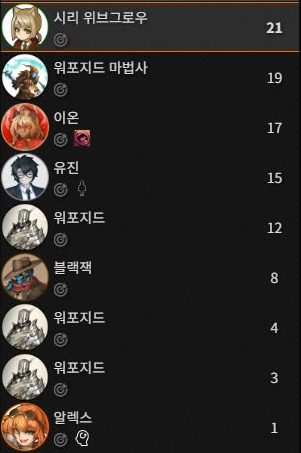 시리 위브그로우 21
워포지드 마법사 19
이온 17
유진 15
워포지드 12
블랙잭 8
워포지드 4
워포지드 3
알렉스 1